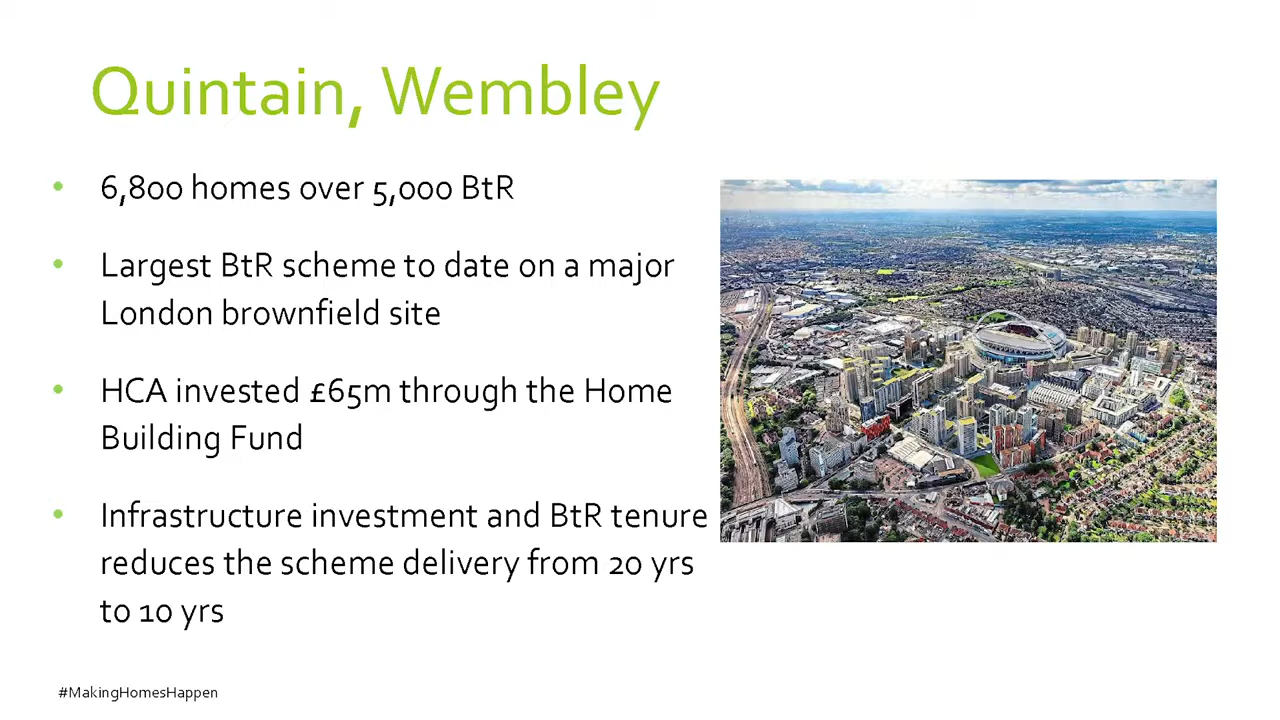 Quintain, Wembley
• 6,800 homes over 5,000 BtR
• Largest BtR scheme to date on a major
London brownfield site
• HCA invested £65m through the Home
Building Fund
• Infrastructure investment and BtR tenure
reduces the scheme delivery from 20 yrs
to 10 yrs
#MakingHomesHappen